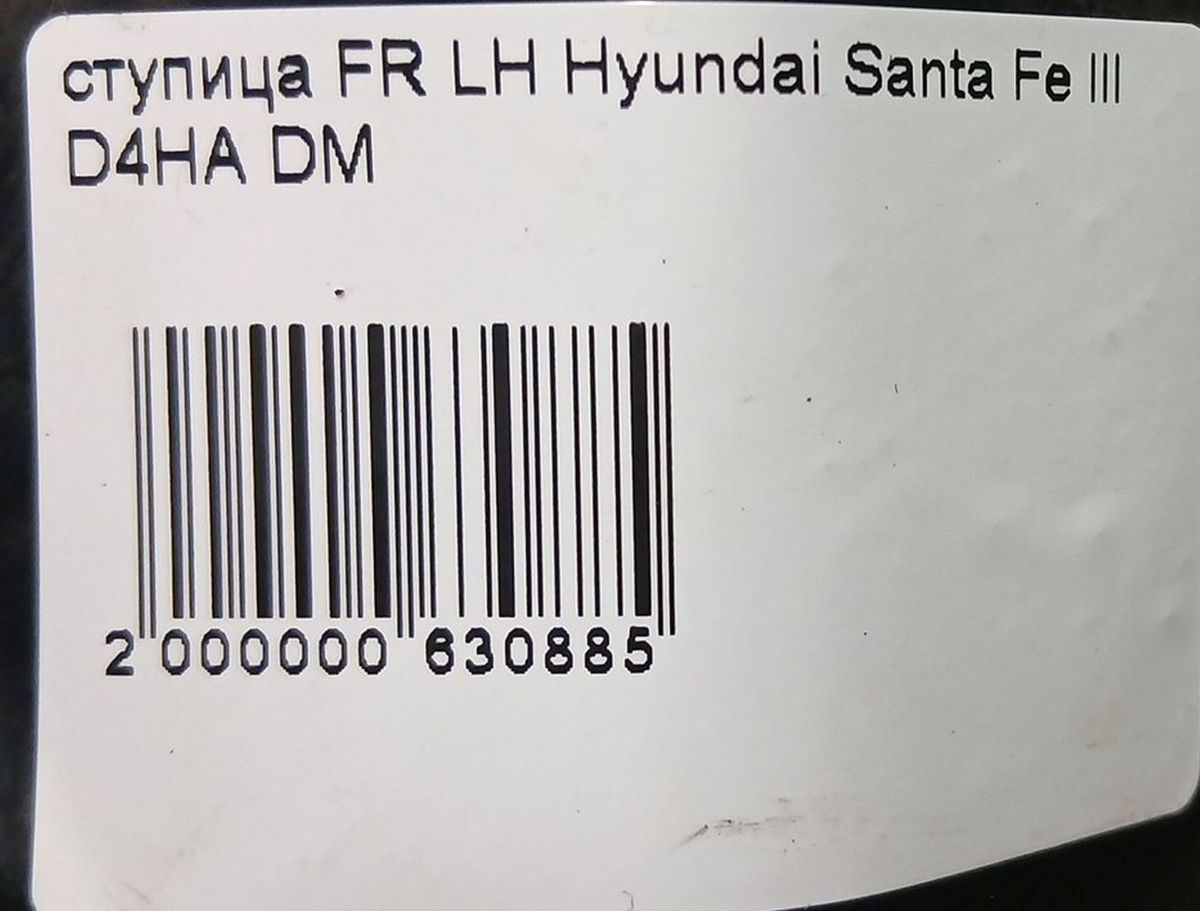 ступица FR LH Hyundai Santa Fe III
D4HA DM
2 000000 630885